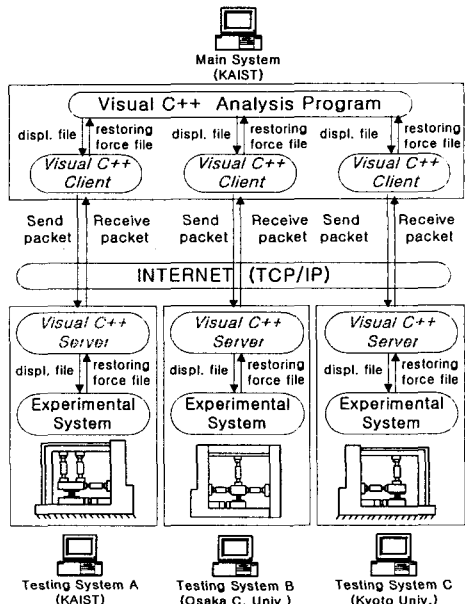 Main System
(KAIST)
Visual C++ Analysis Program
displ. file
restoring
force file
displ. file
restoring
force file
displ. file
restoring
force file
Visual C++
Client
Visual C++
Client
Visual C++
Client
Send
packet
Receive
packet
Send
packet
Receive
packet
Send
packet
Receive
packet
INTERNET (TCP/IP)
Visual C++
Server
Visual C++
Server
Visual C++
Server
displ. file
restoring
force file
displ. file
restoring
force file
displ. file
restoring
force file
Experimental
System
Experimental
System
Experimental
System
Testing System A
(KAIST)
Testing System B
(Osaka C. Univ.)
Testing System C
(Kyoto Univ.)